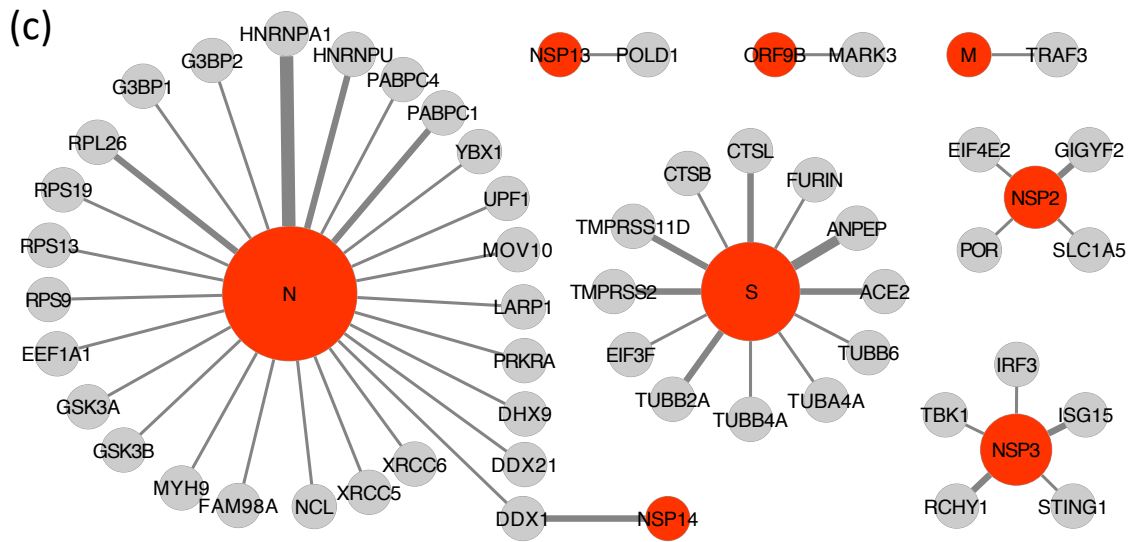 (c)
HNRNPA1
HNRNPU
G3BP2
PABPC4
G3BP1
PABPC1
RPL26
YBX1
RPS19
UPF1
RPS13
MOV10
N
RPS9
LARP1
EEF1A1
PRKRA
GSK3A
DHX9
GSK3B
DDX21
XRCC6
MYH9
XRCC5
FAM98A
NCL
DDX1
NSP14
NSP13
POLD1
ORF9B
MARK3
M
TRAF3
CTSL
CTSB
FURIN
TMPRSS11D
ANPEP
TMPRSS2
S
ACE2
EIF3F
TUBB6
TUBB2A
TUBA4A
TUBB4A
EIF4E2
GIGYF2
NSP2
POR
SLC1A5
IRF3
TBK1
ISG15
NSP3
RCHY1
STING1